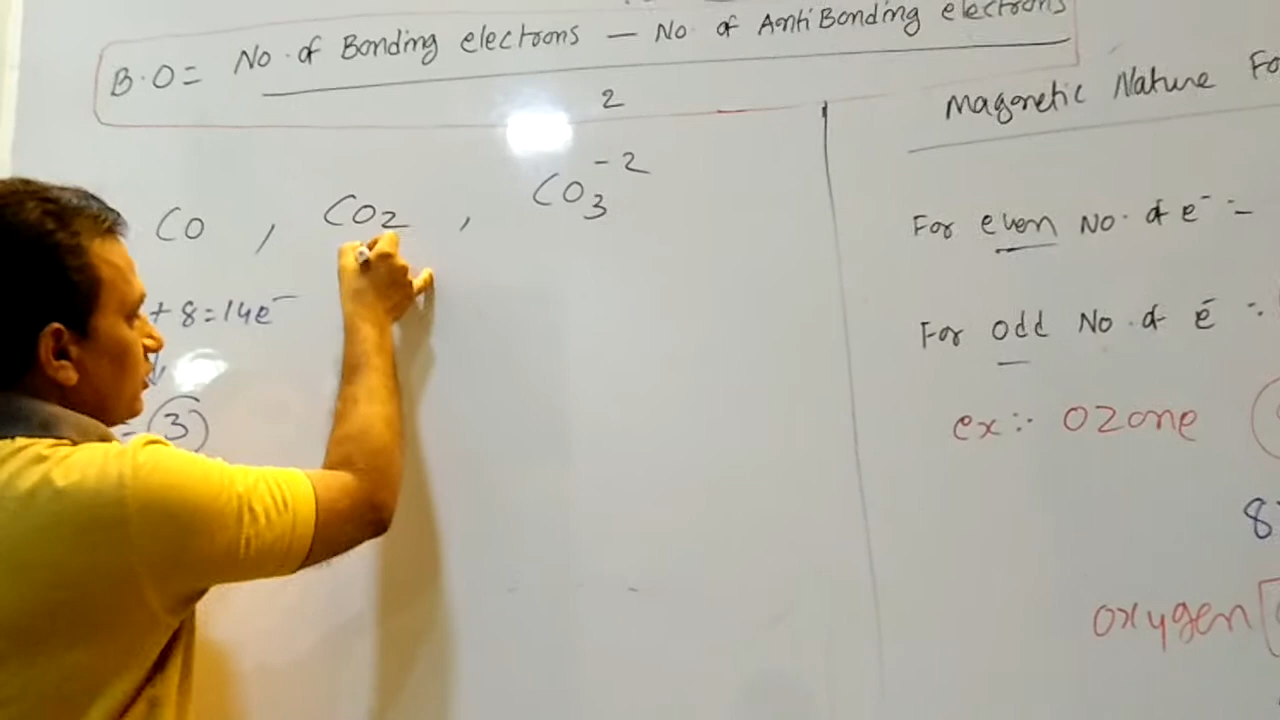 B.O = No. of Bonding electrons — No. of AntiBonding electrons
2
CO , CO2 , CO3 -2
+ 8 = 14e-
= 3
Magnetic Nature
For even No. of e- :-
For odd No. of e- :-
ex:- OZone
8
oxygen